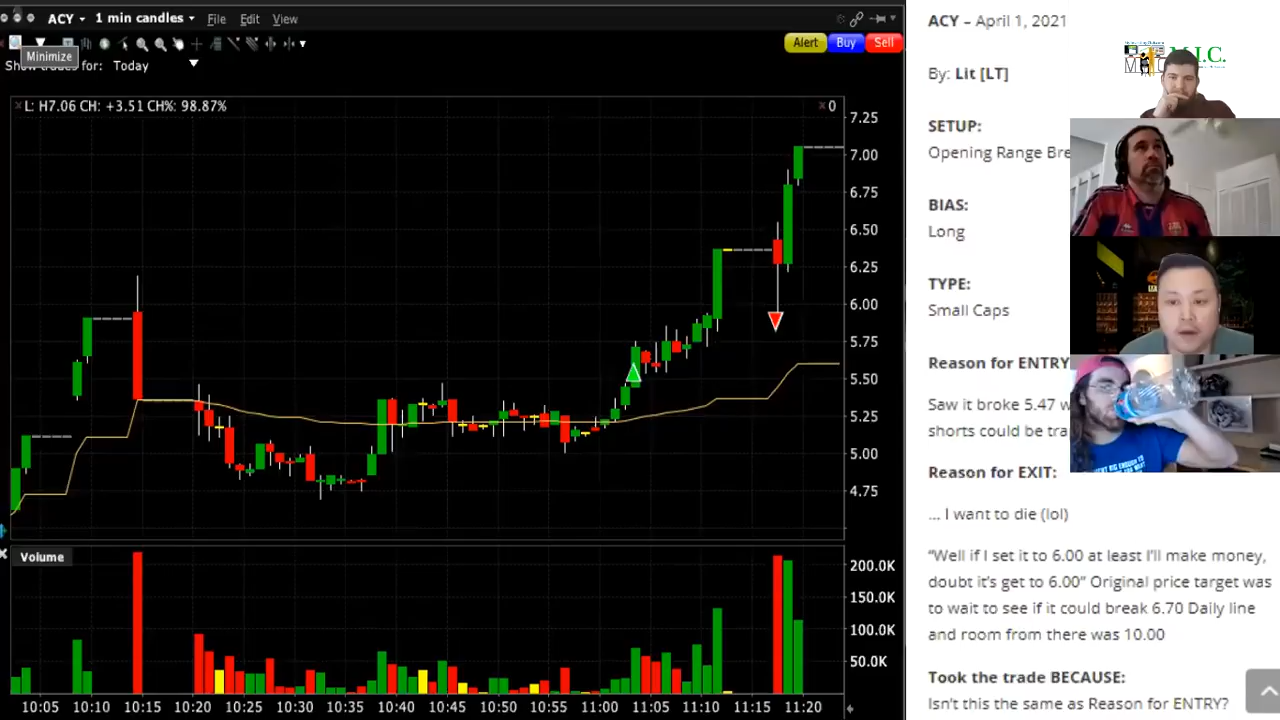 ACY
1 min candles
File
Edit
View
Minimize
Alert
Buy
Sell
Show trades for: Today
L: H7.06 CH: +3.51 CH%: 98.87%
0
7.25
7.00
6.75
6.50
6.25
6.00
5.75
5.50
5.25
5.00
4.75
Volume
200.0K
150.0K
100.0K
50.0K
10:05 10:10 10:15 10:20 10:25 10:30 10:35 10:40 10:45 10:50 10:55 11:00 11:05 11:10 11:15 11:20
ACY – April 1, 2021
M.I.C.
By: Lit [LT]
SETUP:
Opening Range Bre
BIAS:
Long
TYPE:
Small Caps
Reason for ENTRY
Saw it broke 5.47 w
shorts could be tra
Reason for EXIT:
... I want to die (lol)
“Well if I set it to 6.00 at least I’ll make money,
doubt it’s get to 6.00” Original price target was
to wait to see if it could break 6.70 Daily line
and room from there was 10.00
Took the trade BECAUSE:
Isn’t this the same as Reason for ENTRY?